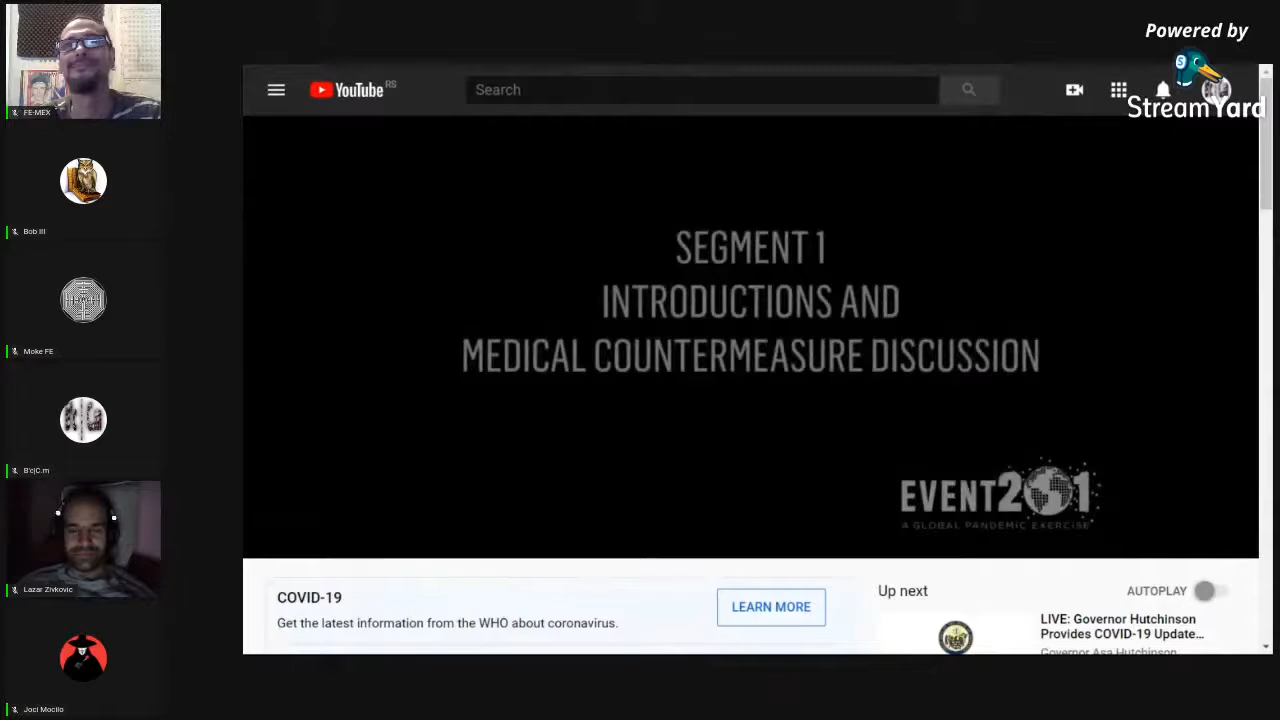 Powered by
StreamYard
YouTube RS
Search
SEGMENT 1
INTRODUCTIONS AND
MEDICAL COUNTERMEASURE DISCUSSION
EVENT201
A GLOBAL PANDEMIC EXERCISE
COVID-19
Get the latest information from the WHO about coronavirus.
LEARN MORE
Up next
AUTOPLAY
LIVE: Governor Hutchinson
Provides COVID-19 Update...
Governor Asa Hutchinson
FE-MEX
Bob III
Moke FE
B'c|C.m
Lazar Zivkovic
Joci Mocilo